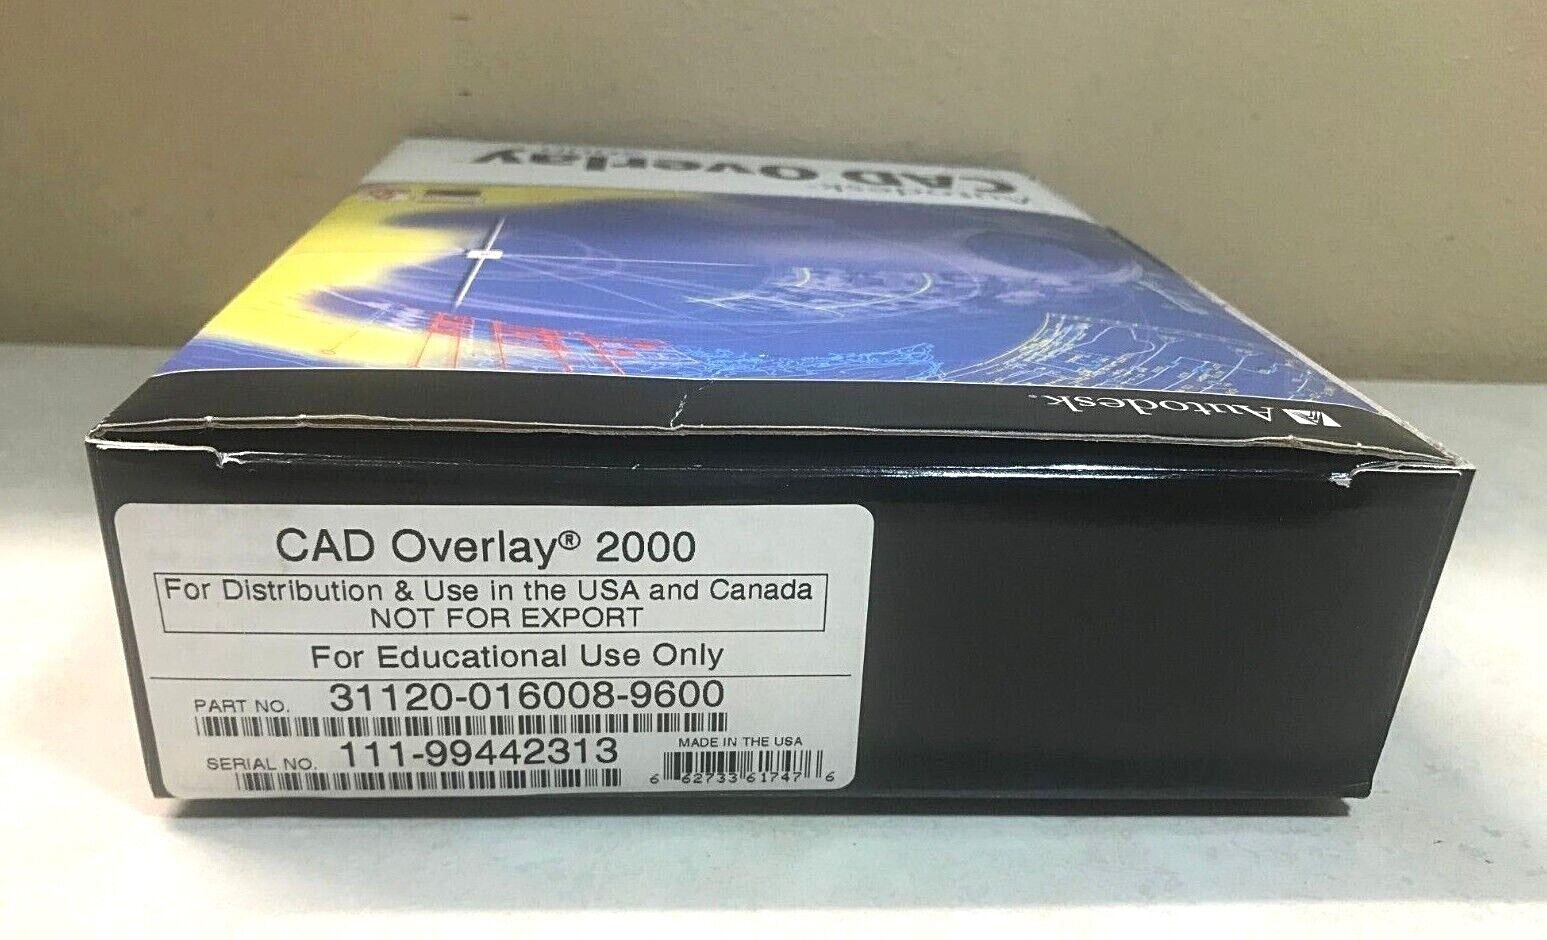 Autodesk.
CAD Overlay
Autodesk.
CAD Overlay® 2000
For Distribution & Use in the USA and Canada
NOT FOR EXPORT
For Educational Use Only
PART NO. 31120-016008-9600
SERIAL NO. 111-99442313
MADE IN THE USA
6 62733 61747 6